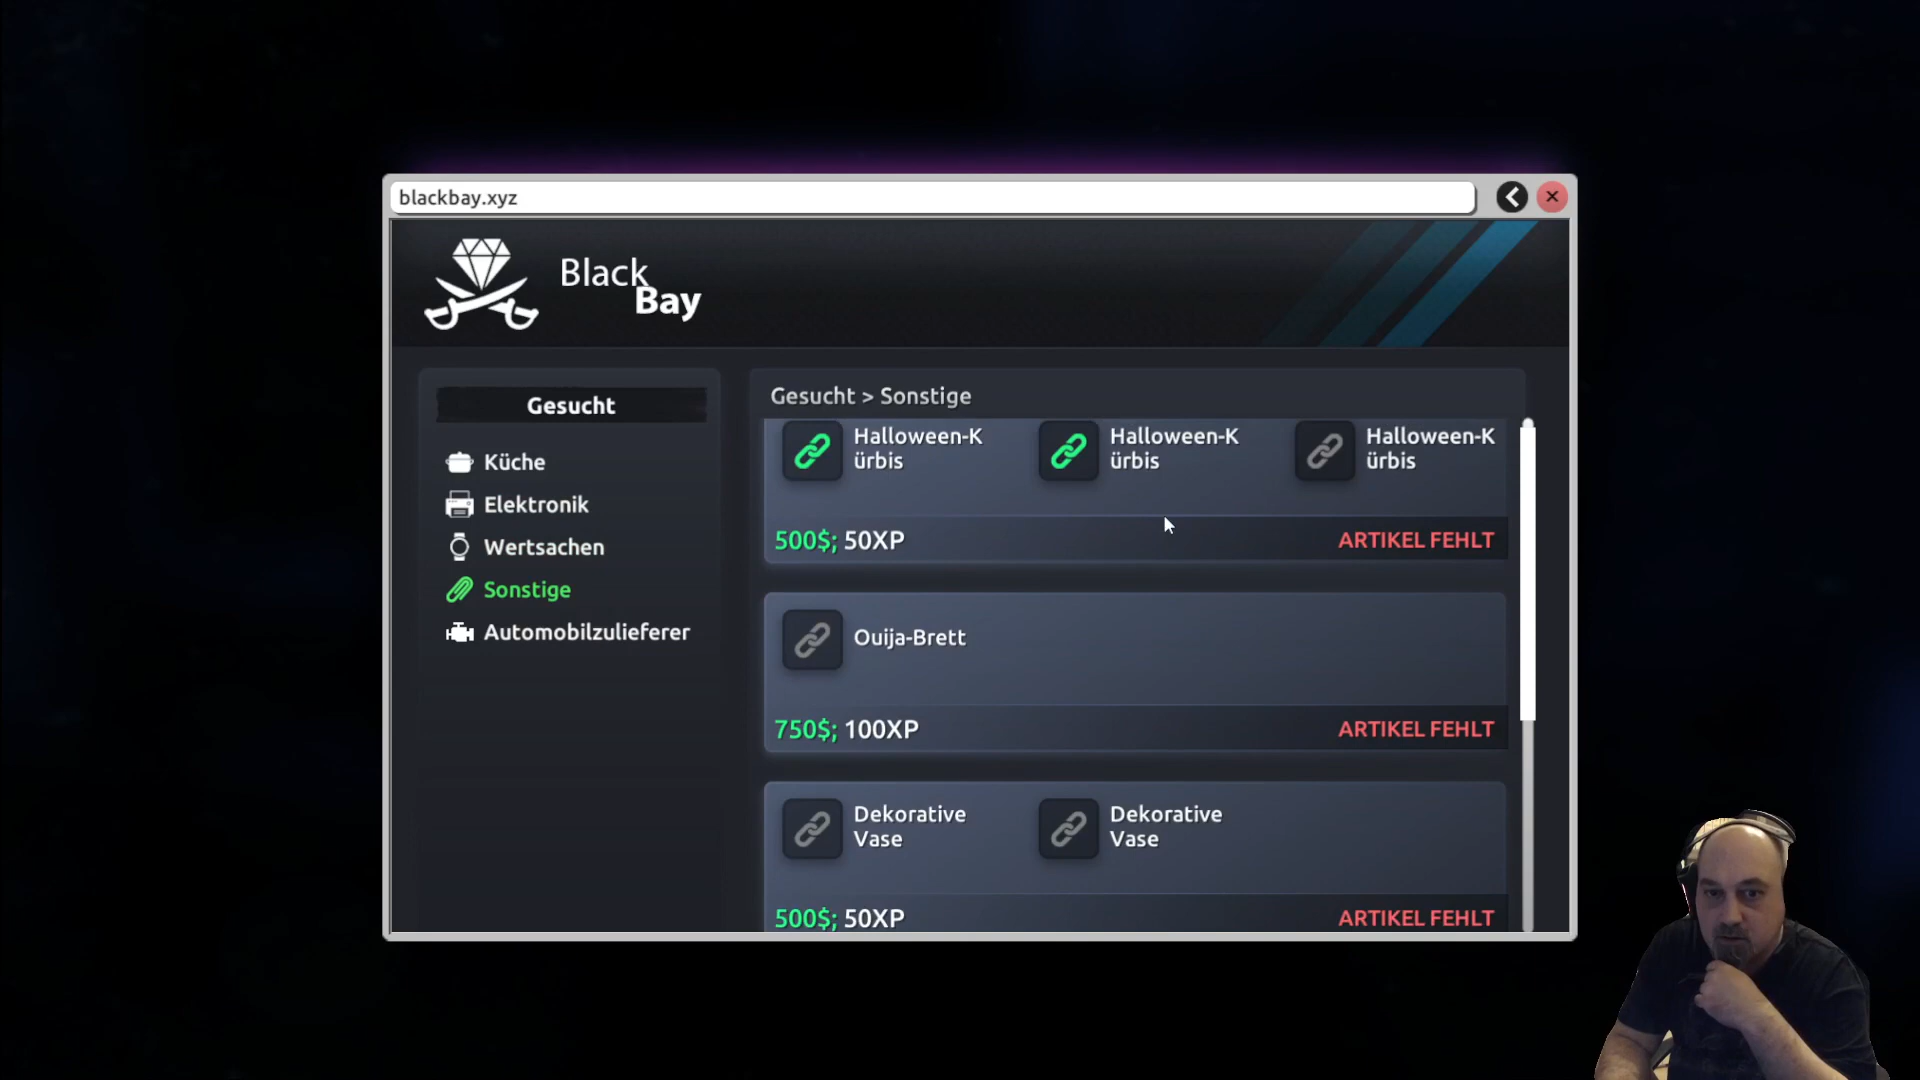 blackbay.xyz
Black
Bay
Gesucht
Küche
Elektronik
Wertsachen
Sonstige
Automobilzulieferer
Gesucht > Sonstige
Halloween-K
ürbis
Halloween-K
ürbis
Halloween-K
ürbis
500$; 50XP
ARTIKEL FEHLT
Ouija-Brett
750$; 100XP
ARTIKEL FEHLT
Dekorative
Vase
Dekorative
Vase
500$; 50XP
ARTIKEL FEHLT